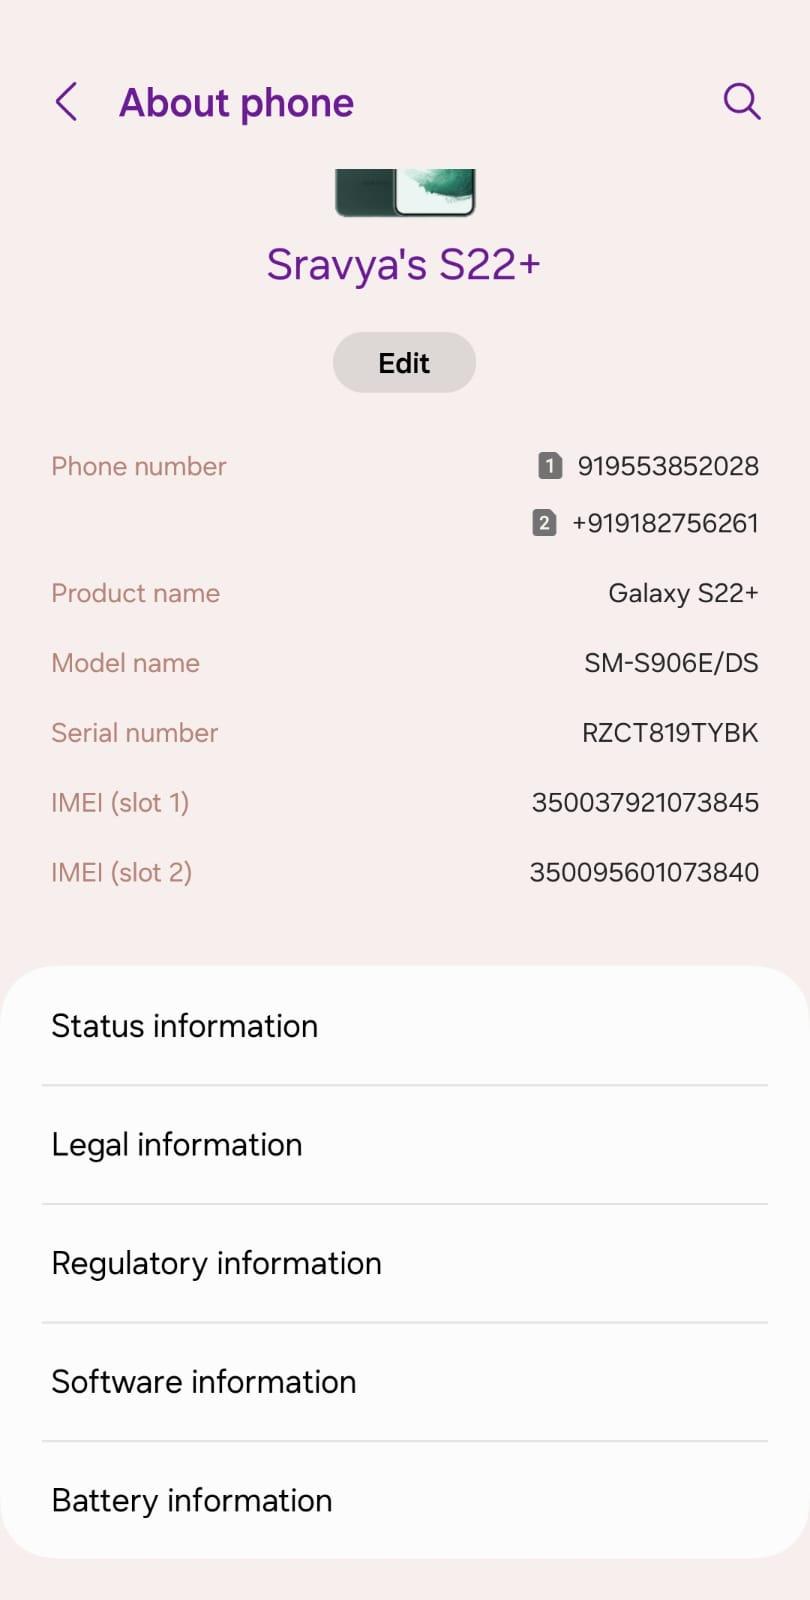 About phone
Sravya's S22+
Edit
Phone number 1 919553852028
2 +919182756261
Product name Galaxy S22+
Model name SM-S906E/DS
Serial number RZCT819TYBK
IMEI (slot 1) 350037921073845
IMEI (slot 2) 350095601073840
Status information
Legal information
Regulatory information
Software information
Battery information